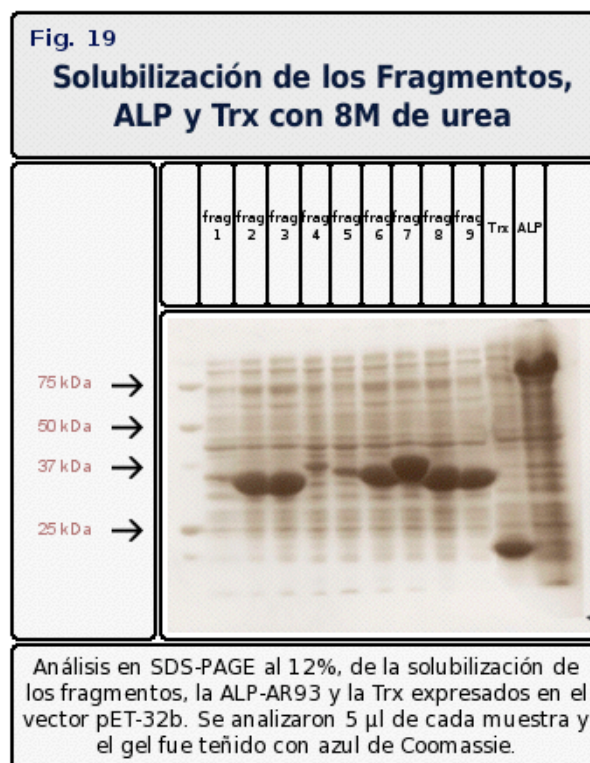 Fig. 19
Solubilización de los Fragmentos,
ALP y Trx con 8M de urea
frag 1 frag 2 frag 3 frag 4 frag 5 frag 6 frag 7 frag 8 frag 9 Trx ALP
75 kDa
50 kDa
37 kDa
25 kDa
Análisis en SDS-PAGE al 12%, de la solubilización de
los fragmentos, la ALP-AR93 y la Trx expresados en el
vector pET-32b. Se analizaron 5 µl de cada muestra y
el gel fue teñido con azul de Coomassie.